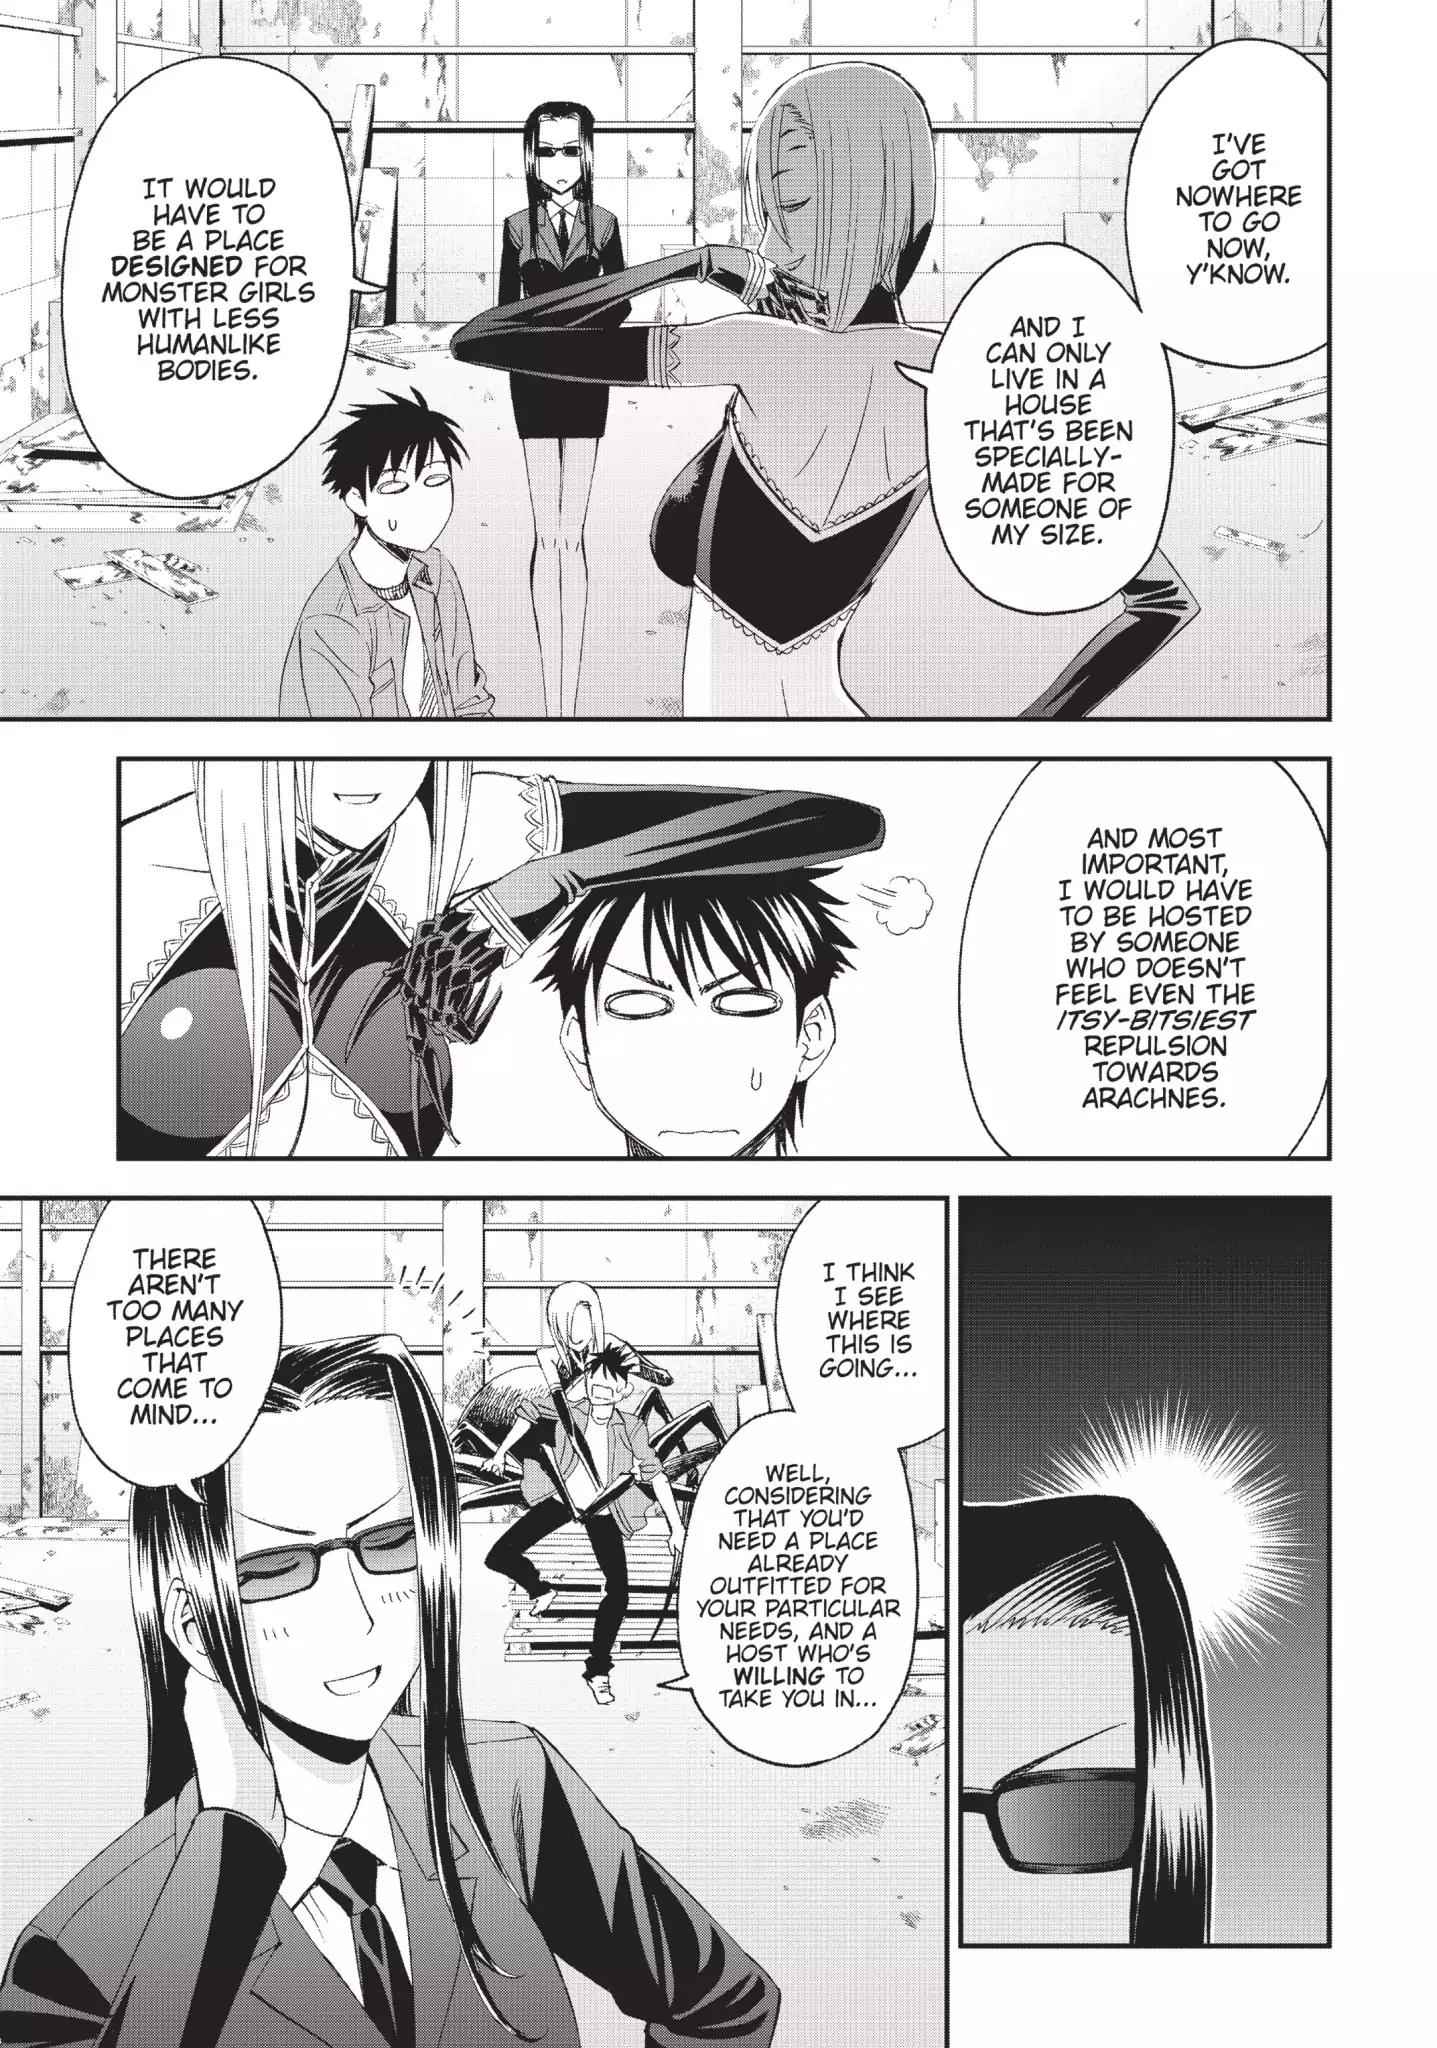 I'VE
GOT
NOWHERE
TO GO
NOW,
Y'KNOW.
AND I
CAN ONLY
LIVE IN A
HOUSE
THAT'S BEEN
SPECIALLY-
MADE FOR
SOMEONE OF
MY SIZE.
IT WOULD
HAVE TO
BE A PLACE
DESIGNED FOR
MONSTER GIRLS
WITH LESS
HUMANLIKE
BODIES.
AND MOST
IMPORTANT,
I WOULD HAVE
TO BE HOSTED
BY SOMEONE
WHO DOESN'T
FEEL EVEN THE
ITSY-BITSIEST
REPULSION
TOWARDS
ARACHNES.
I THINK
I SEE
WHERE
THIS IS
GOING...
WELL,
CONSIDERING
THAT YOU'D
NEED A PLACE
ALREADY
OUTFITTED FOR
YOUR PARTICULAR
NEEDS, AND A
HOST WHO'S
WILLING TO
TAKE YOU IN...
THERE
AREN'T
TOO MANY
PLACES
THAT
COME TO
MIND...